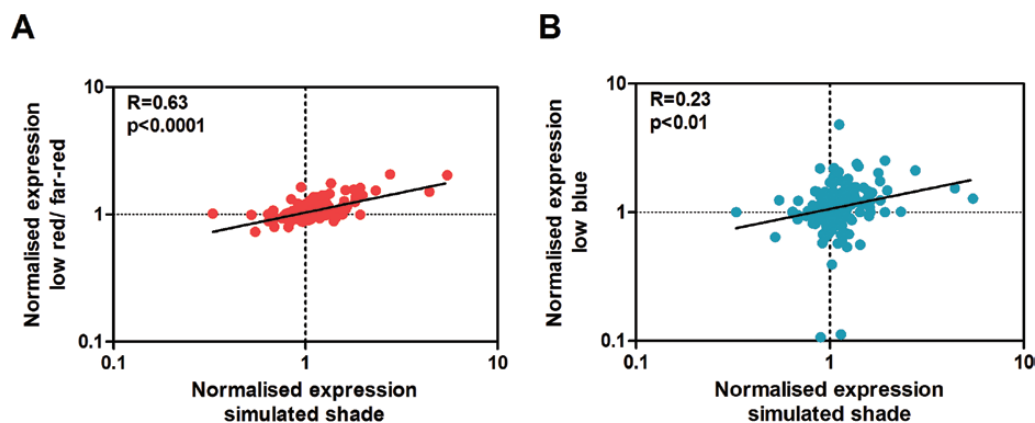 A
10
R=0.63
p<0.0001
Normalised expression
low red/ far-red
1
0.1
0.1
1
10
Normalised expression
simulated shade
B
10
R=0.23
p<0.01
Normalised expression
low blue
1
0.1
0.1
1
10
Normalised expression
simulated shade